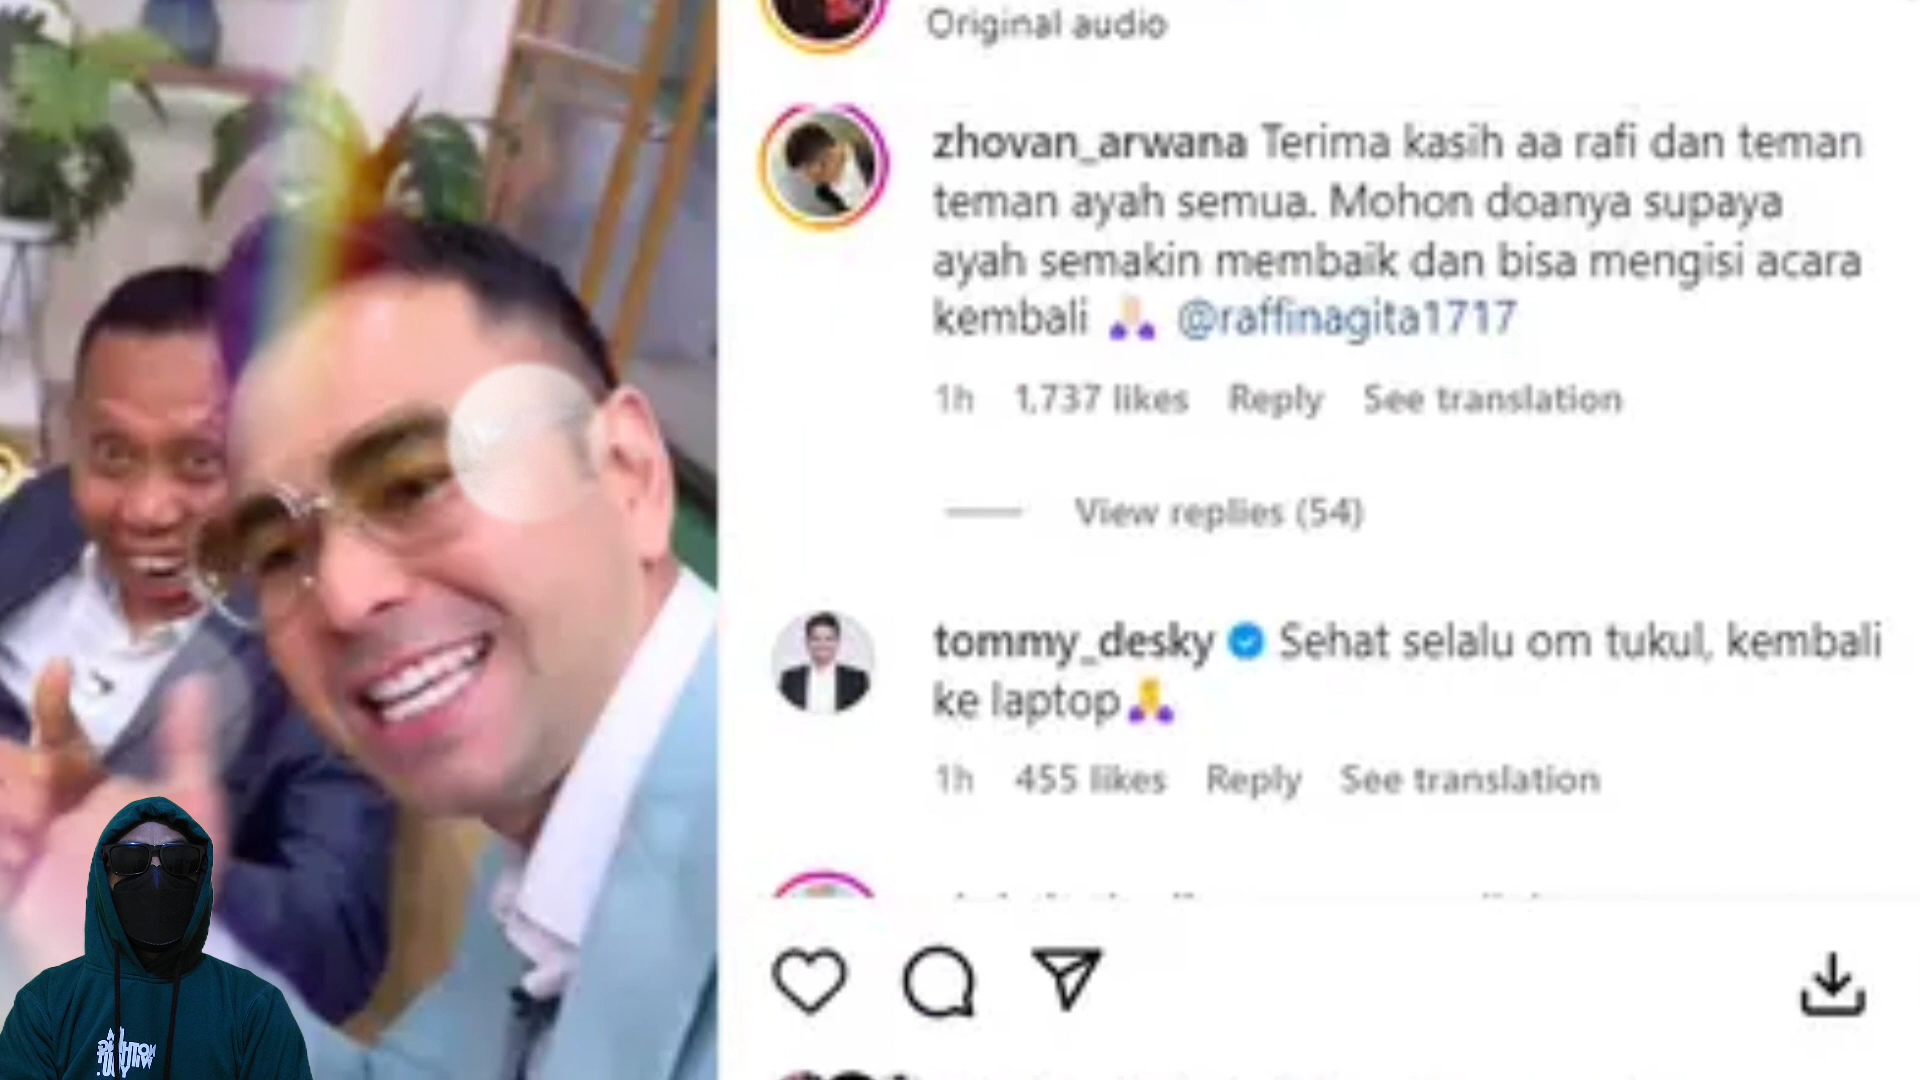 Original audio
zhovan_arwana Terima kasih aa rafi dan teman
teman ayah semua. Mohon doanya supaya
ayah semakin membaik dan bisa mengisi acara
kembali 🙏🏻 @raffinagita1717
1h 1,737 likes Reply See translation
View replies (54)
tommy_desky Sehat selalu om tukul, kembali
ke laptop🙏
1h 455 likes Reply See translation